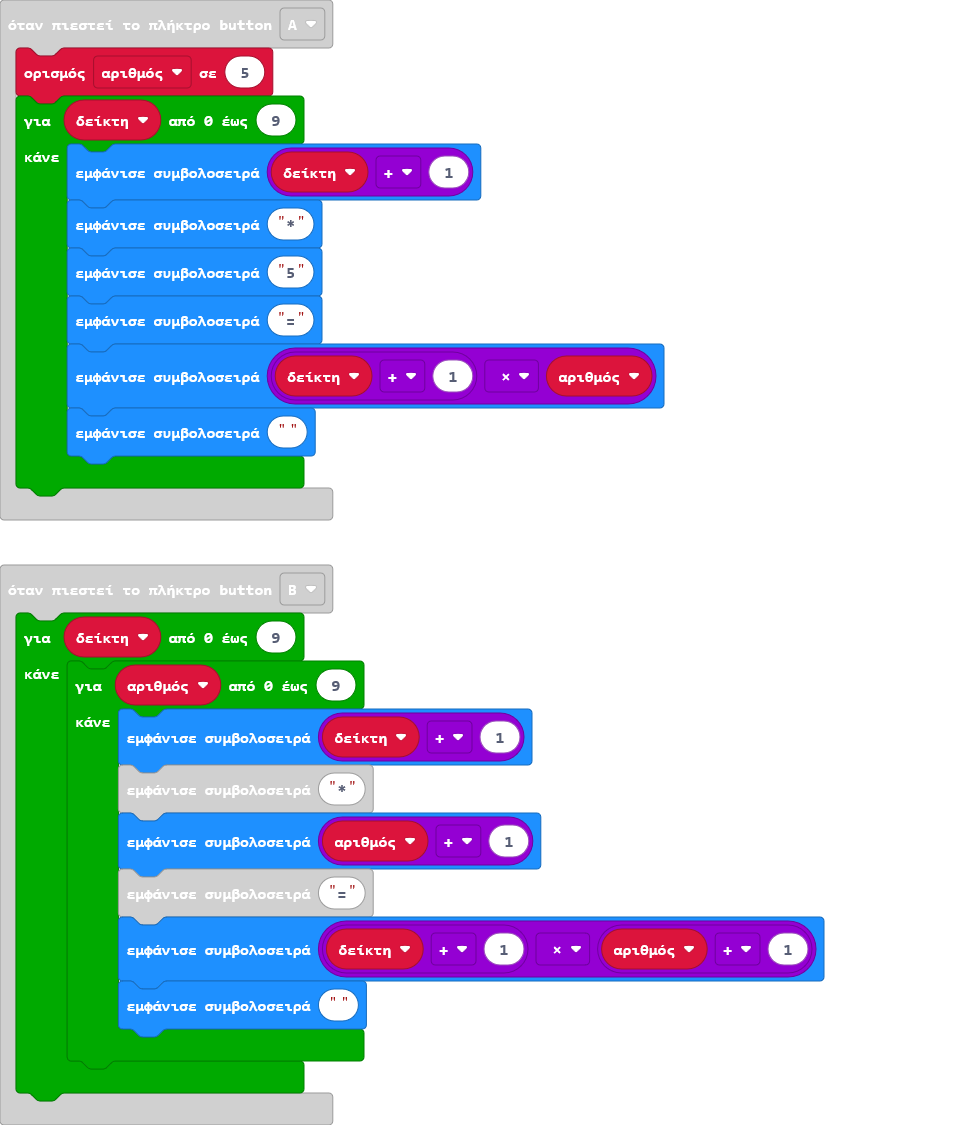 όταν πιεστεί το πλήκτρο button A
ορισμός αριθμός σε 5
για δείκτη από 0 έως 9
κάνε
εμφάνισε συμβολοσειρά δείκτη + 1
εμφάνισε συμβολοσειρά "*"
εμφάνισε συμβολοσειρά "5"
εμφάνισε συμβολοσειρά "="
εμφάνισε συμβολοσειρά δείκτη + 1 × αριθμός
εμφάνισε συμβολοσειρά " "
όταν πιεστεί το πλήκτρο button B
για δείκτη από 0 έως 9
κάνε για αριθμός από 0 έως 9
κάνε
εμφάνισε συμβολοσειρά δείκτη + 1
εμφάνισε συμβολοσειρά "*"
εμφάνισε συμβολοσειρά αριθμός + 1
εμφάνισε συμβολοσειρά "="
εμφάνισε συμβολοσειρά δείκτη + 1 × αριθμός + 1
εμφάνισε συμβολοσειρά " "